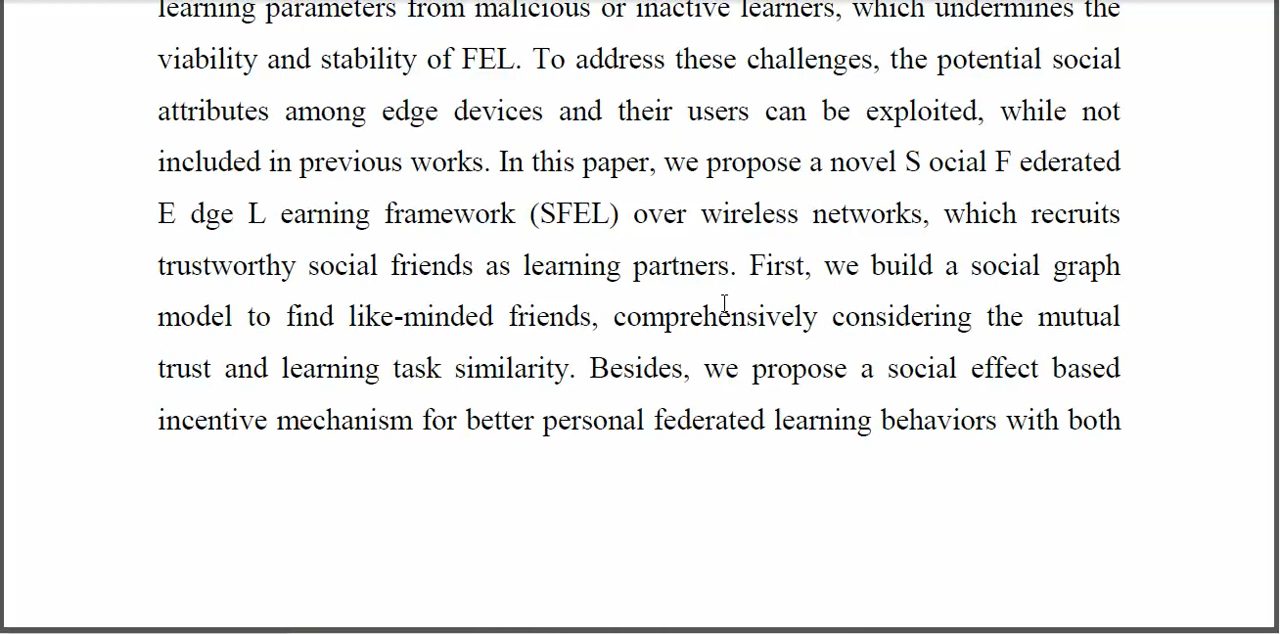 learning parameters from malicious or inactive learners, which undermines the
viability and stability of FEL. To address these challenges, the potential social
attributes among edge devices and their users can be exploited, while not
included in previous works. In this paper, we propose a novel S ocial F ederated
E dge L earning framework (SFEL) over wireless networks, which recruits
trustworthy social friends as learning partners. First, we build a social graph
model to find like-minded friends, comprehensively considering the mutual
trust and learning task similarity. Besides, we propose a social effect based
incentive mechanism for better personal federated learning behaviors with both